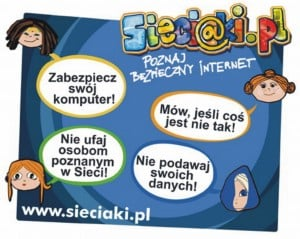 Sieci@ki.pl
POZNAJ
BEZPIECZNY INTERNET
Zabezpiecz
swój
komputer!
Mów, jeśli coś
jest nie tak!
Nie ufaj
osobom
poznanym
w Sieci!
Nie podawaj
swoich
danych!
www.sieciaki.pl